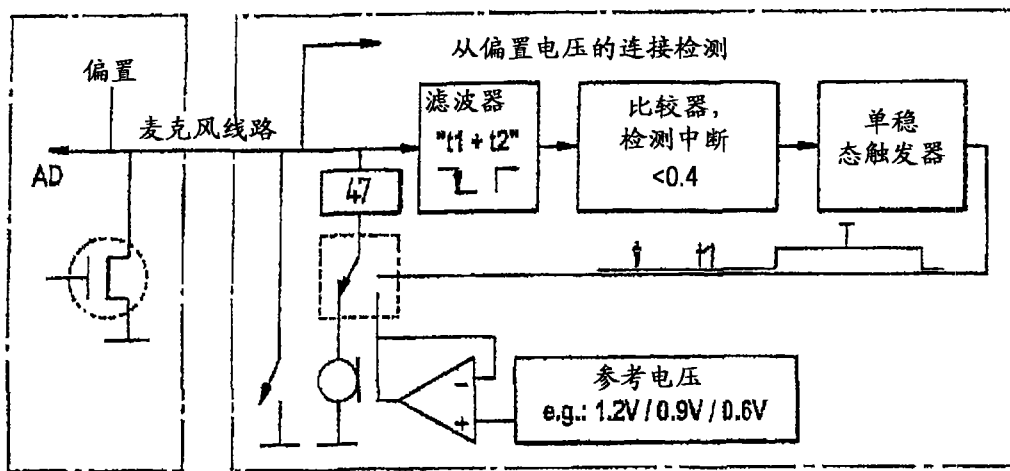 从偏置电压的连接检测
偏置
麦克风线路
AD
滤波器
"t1 + t2"
比较器,
检测中断
<0.4
单稳
态触发器
47
t1
T
-
+
参考电压
e.g.: 1.2V / 0.9V / 0.6V